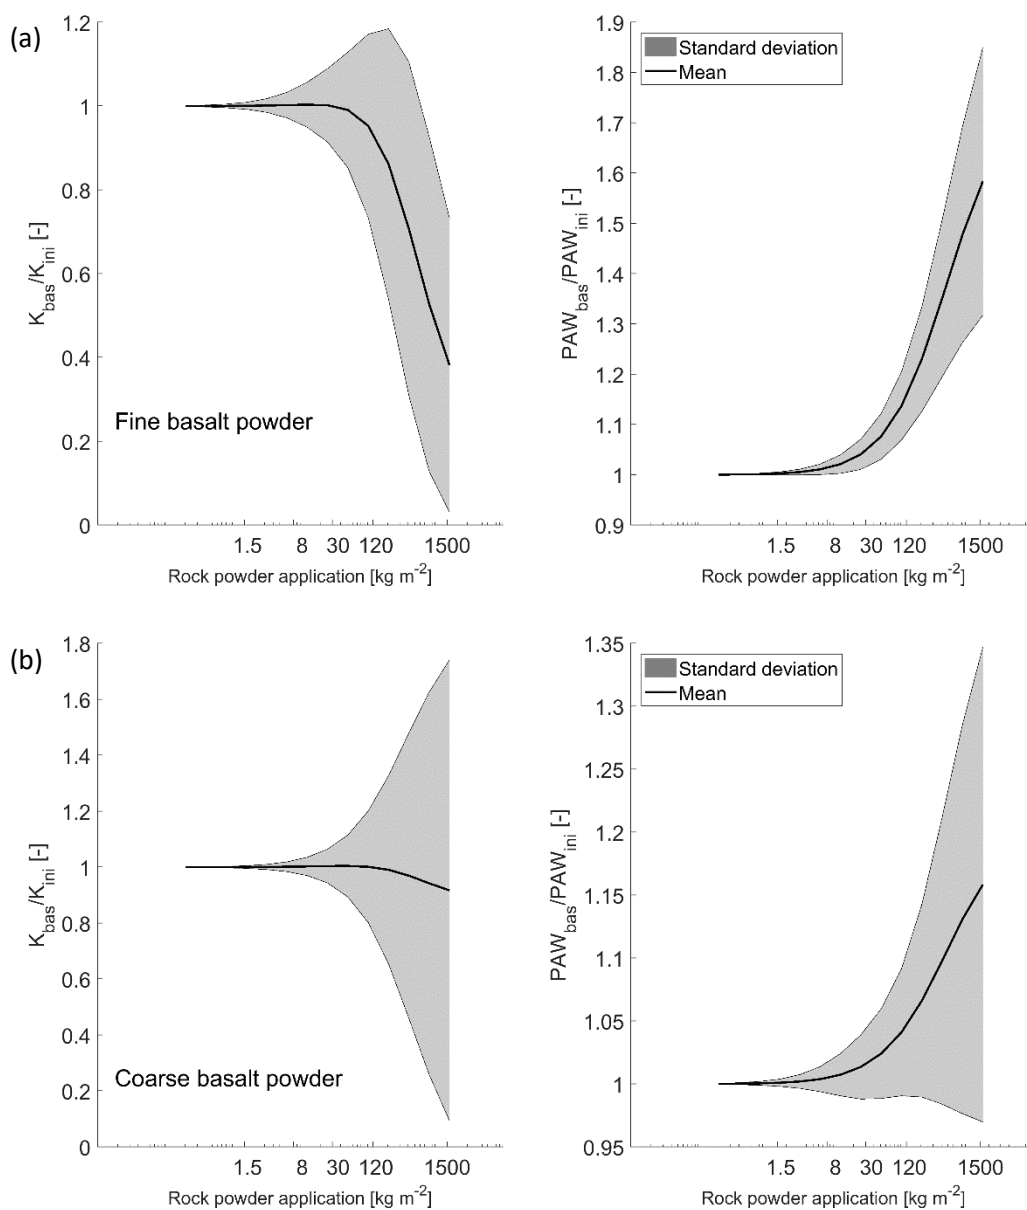 (a)
1.2
1
0.8
0.6
0.4
0.2
0
K_bas/K_ini [-]
Fine basalt powder
1.5 8 30 120 1500
Rock powder application [kg m⁻²]
Standard deviation
Mean
1.9
1.8
1.7
1.6
1.5
1.4
1.3
1.2
1.1
1
0.9
PAW_bas/PAW_ini [-]
1.5 8 30 120 1500
Rock powder application [kg m⁻²]
(b)
1.8
1.6
1.4
1.2
1
0.8
0.6
0.4
0.2
0
K_bas/K_ini [-]
Coarse basalt powder
1.5 8 30 120 1500
Rock powder application [kg m⁻²]
Standard deviation
Mean
1.35
1.3
1.25
1.2
1.15
1.1
1.05
1
0.95
PAW_bas/PAW_ini [-]
1.5 8 30 120 1500
Rock powder application [kg m⁻²]